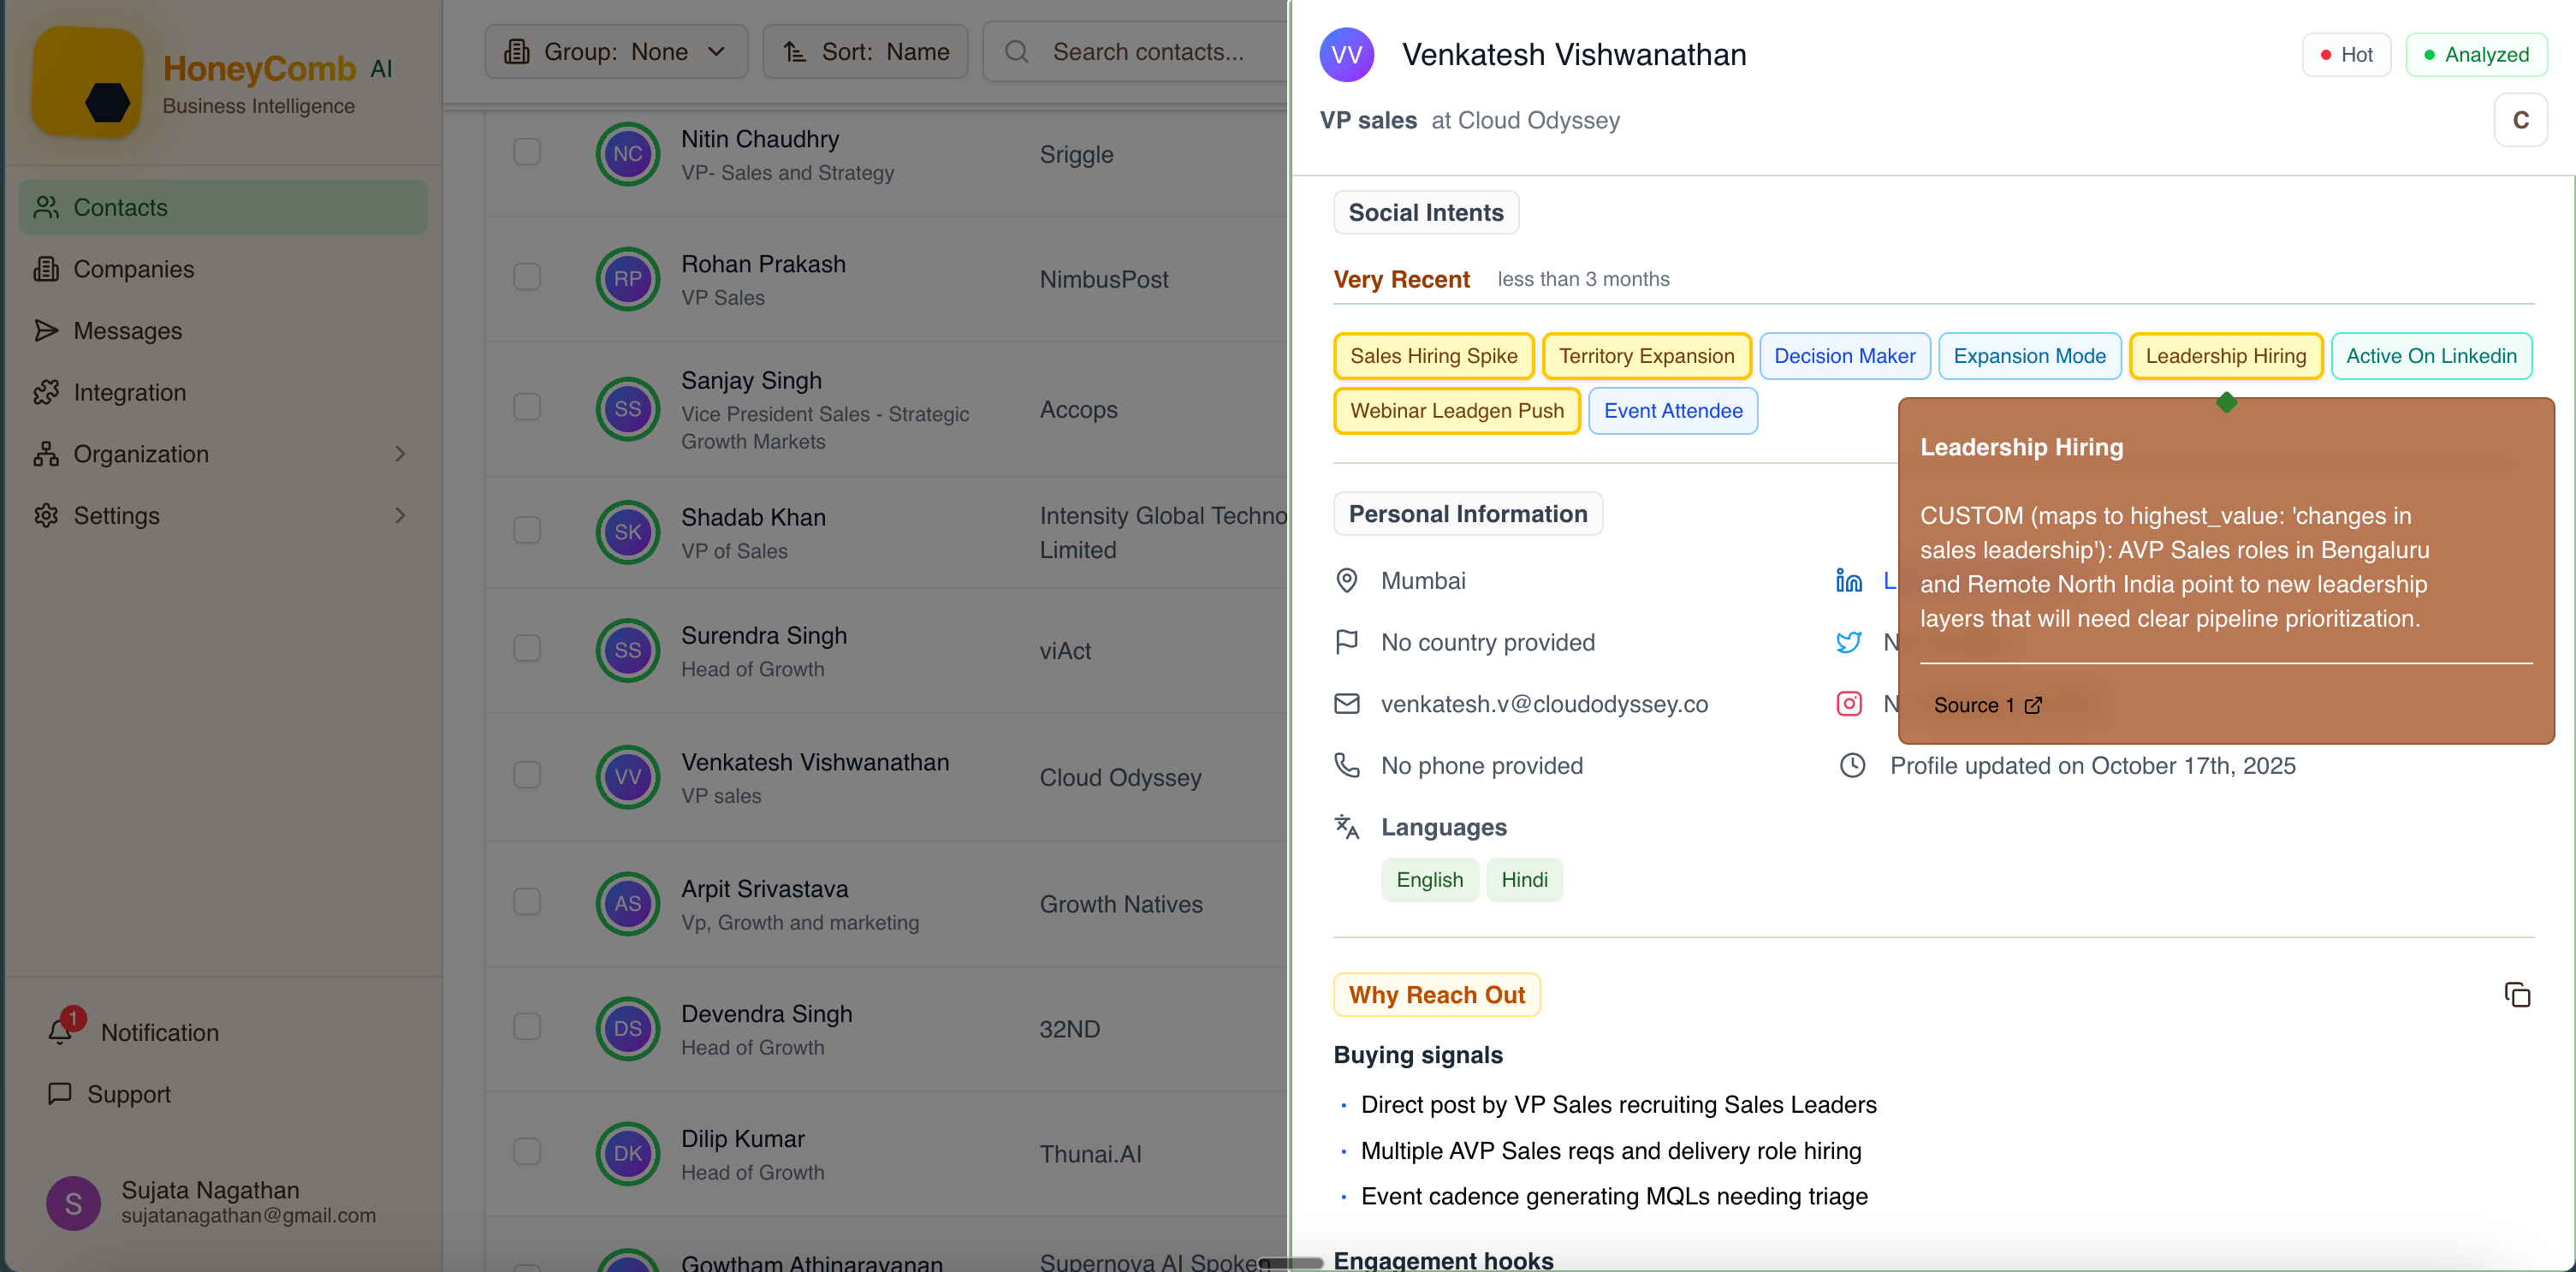 HoneyComb AI
Business Intelligence
Contacts
Companies
Messages
Integration
Organization
Settings
1
Notification
Support
S
Sujata Nagathan
sujatanagathan@gmail.com
Group: None
Sort: Name
Search contacts...
NC
Nitin Chaudhry
VP- Sales and Strategy
Sriggle
RP
Rohan Prakash
VP Sales
NimbusPost
SS
Sanjay Singh
Vice President Sales - Strategic
Growth Markets
Accops
SK
Shadab Khan
VP of Sales
Intensity Global Techno
Limited
SS
Surendra Singh
Head of Growth
viAct
VV
Venkatesh Vishwanathan
VP sales
Cloud Odyssey
AS
Arpit Srivastava
Vp, Growth and marketing
Growth Natives
DS
Devendra Singh
Head of Growth
32ND
DK
Dilip Kumar
Head of Growth
Thunai.AI
Gowtham Athinarayanan
Supernova AI Spoken
VV
Venkatesh Vishwanathan
Hot
Analyzed
VP sales at Cloud Odyssey
C
Social Intents
Very Recent less than 3 months
Sales Hiring Spike
Territory Expansion
Decision Maker
Expansion Mode
Leadership Hiring
Active On Linkedin
Webinar Leadgen Push
Event Attendee
Leadership Hiring
CUSTOM (maps to highest_value: 'changes in
sales leadership'): AVP Sales roles in Bengaluru
and Remote North India point to new leadership
layers that will need clear pipeline prioritization.
Source 1
Personal Information
Mumbai
L
No country provided
N
venkatesh.v@cloudodyssey.co
N
No phone provided
Profile updated on October 17th, 2025
Languages
English
Hindi
Why Reach Out
Buying signals
· Direct post by VP Sales recruiting Sales Leaders
· Multiple AVP Sales reqs and delivery role hiring
· Event cadence generating MQLs needing triage
Engagement hooks